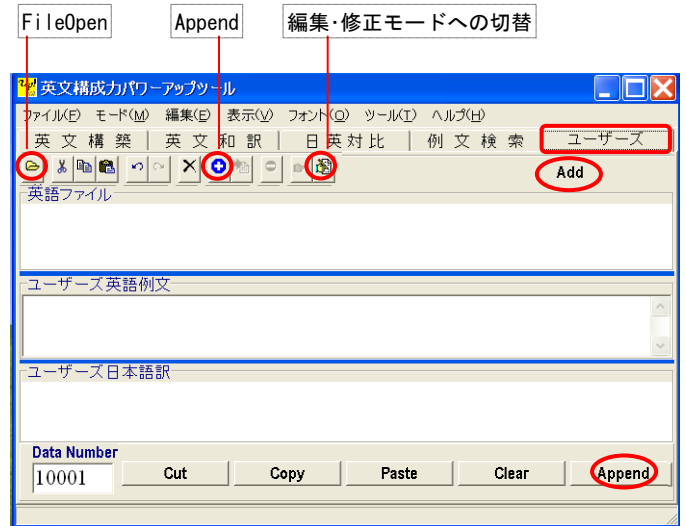 FileOpen Append 編集・修正モードへの切替
英文構成力パワーアップツール
ファイル(F) モード(M) 編集(E) 表示(V) フォント(O) ツール(T) ヘルプ(H)
英文構築 英文和訳 日英対比 例文検索 ユーザーズ
Add
英語ファイル
ユーザーズ英語例文
ユーザーズ日本語訳
Data Number
10001 Cut Copy Paste Clear Append